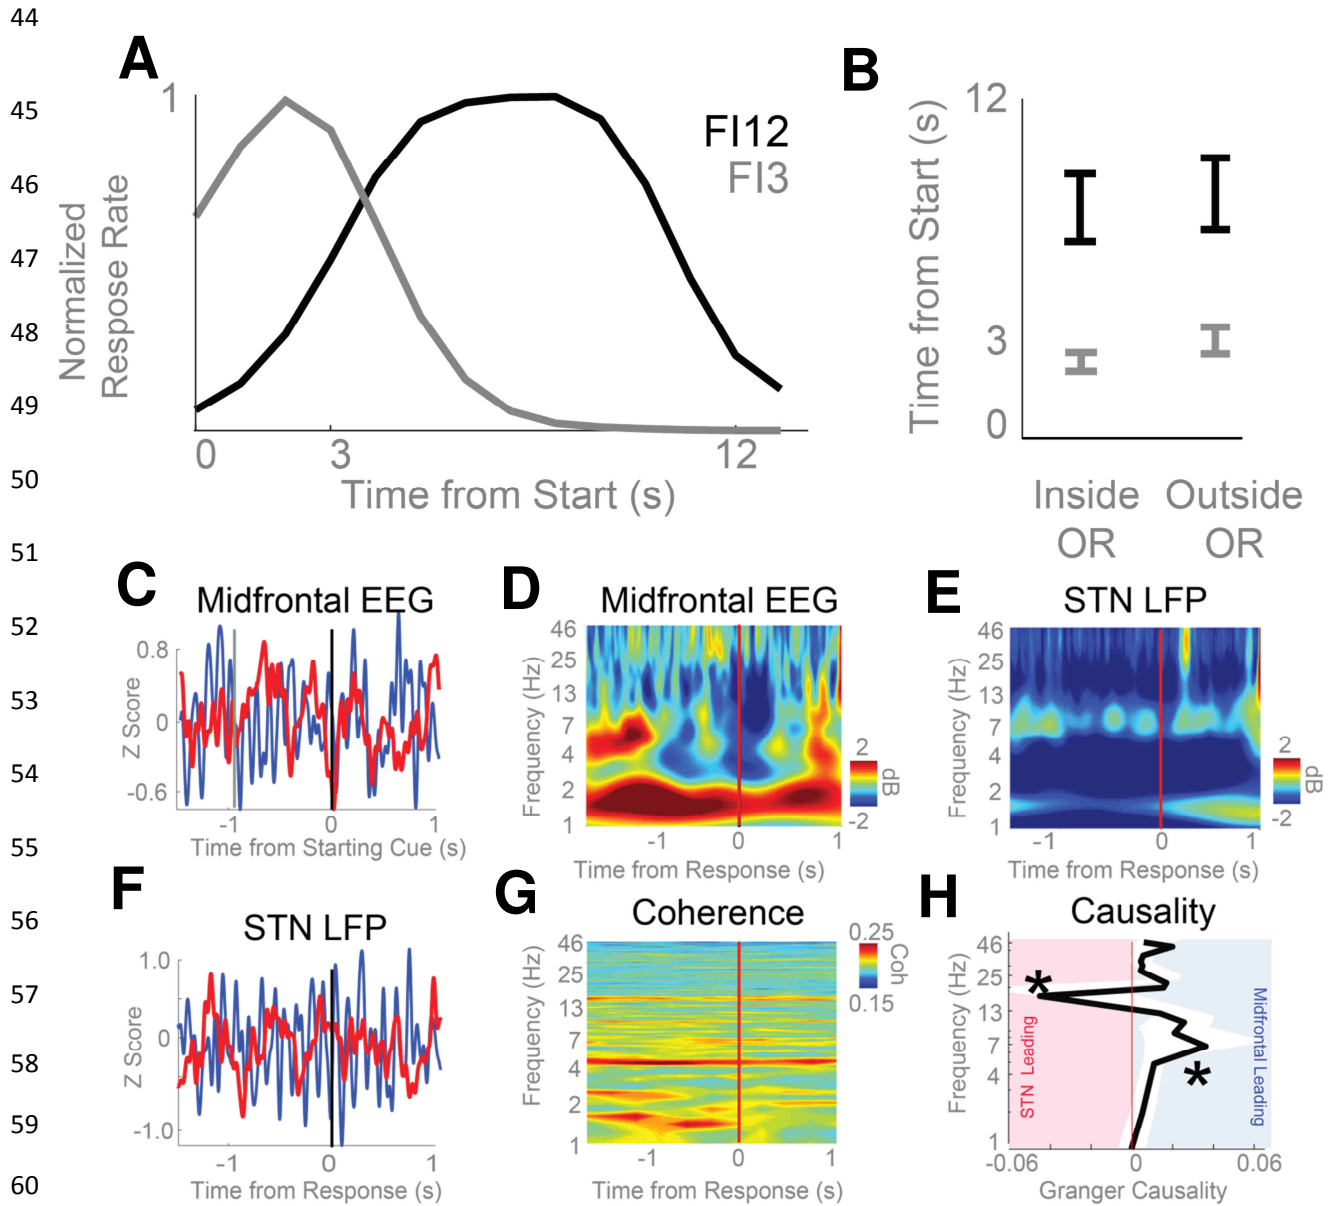 44
45
46
47
48
49
50
51
52
53
54
55
56
57
58
59
60
A
1
Normalized
Respose Rate
FI12
FI3
0 3 12
Time from Start (s)
B
Time from Start (s)
12
3
0
Inside OR
Outside OR
C
Midfrontal EEG
Z Score
0.8
0
-0.6
-1 0 1
Time from Starting Cue (s)
D
Midfrontal EEG
Frequency (Hz)
46
25
13
7
4
2
1
-1 0 1
Time from Response (s)
2
dB
-2
E
STN LFP
Frequency (Hz)
46
25
13
7
4
2
1
-1 0 1
Time from Response (s)
2
dB
-2
F
STN LFP
Z Score
1.0
0
-1.0
-1 0 1
Time from Response (s)
G
Coherence
Frequency (Hz)
46
25
13
7
4
2
1
-1 0 1
Time from Response (s)
0.25
Coh
0.15
H
Causality
Frequency (Hz)
46
25
13
7
4
1
*
*
STN Leading
Midfrontal Leading
-0.06 0 0.06
Granger Causality